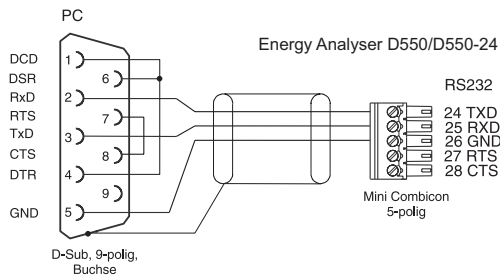 PC
Energy Analyser D550/D550-24
DCD
DSR
RxD
RTS
TxD
CTS
DTR
GND
1
6
2
7
3
8
4
9
5
RS232
24 TXD
25 RXD
26 GND
27 RTS
28 CTS
Mini Combicon
5-polig
D-Sub, 9-polig,
Buchse